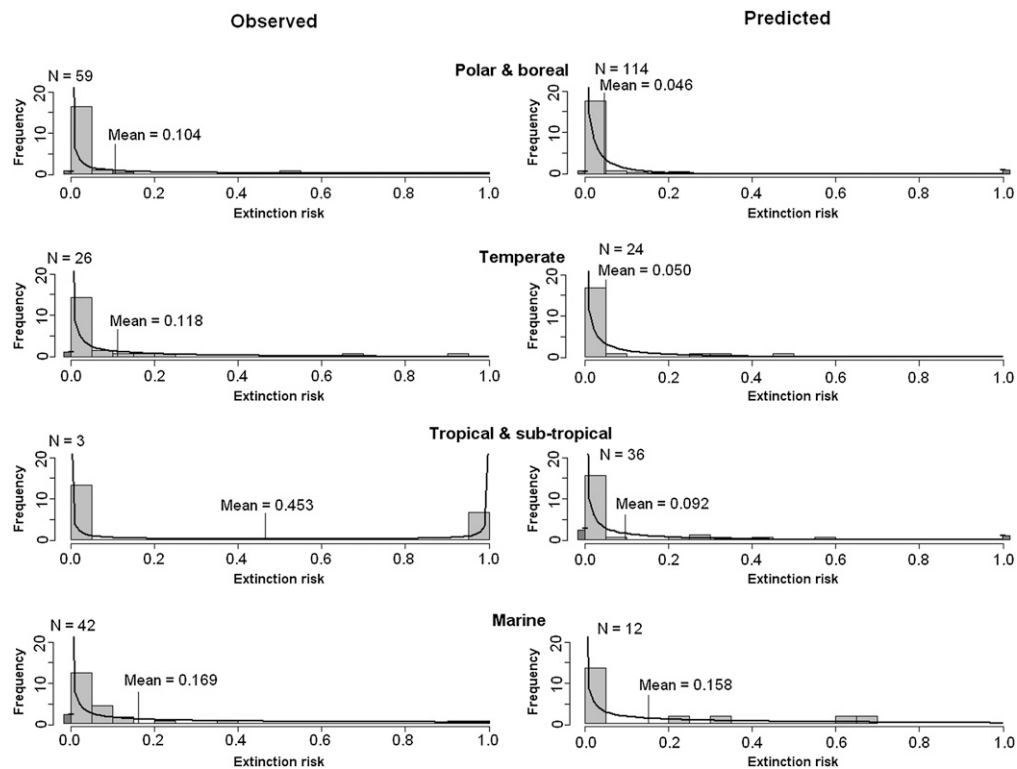 Observed
Predicted
Polar & boreal
N = 59
Mean = 0.104
Frequency
0 10 20
0.0 0.2 0.4 0.6 0.8 1.0
Extinction risk
N = 114
Mean = 0.046
Frequency
0 10 20
0.0 0.2 0.4 0.6 0.8 1.0
Extinction risk
Temperate
N = 26
Mean = 0.118
Frequency
0 10 20
0.0 0.2 0.4 0.6 0.8 1.0
Extinction risk
N = 24
Mean = 0.050
Frequency
0 10 20
0.0 0.2 0.4 0.6 0.8 1.0
Extinction risk
Tropical & sub-tropical
N = 3
Mean = 0.453
Frequency
0 10 20
0.0 0.2 0.4 0.6 0.8 1.0
Extinction risk
N = 36
Mean = 0.092
Frequency
0 10 20
0.0 0.2 0.4 0.6 0.8 1.0
Extinction risk
Marine
N = 42
Mean = 0.169
Frequency
0 10 20
0.0 0.2 0.4 0.6 0.8 1.0
Extinction risk
N = 12
Mean = 0.158
Frequency
0 10 20
0.0 0.2 0.4 0.6 0.8 1.0
Extinction risk